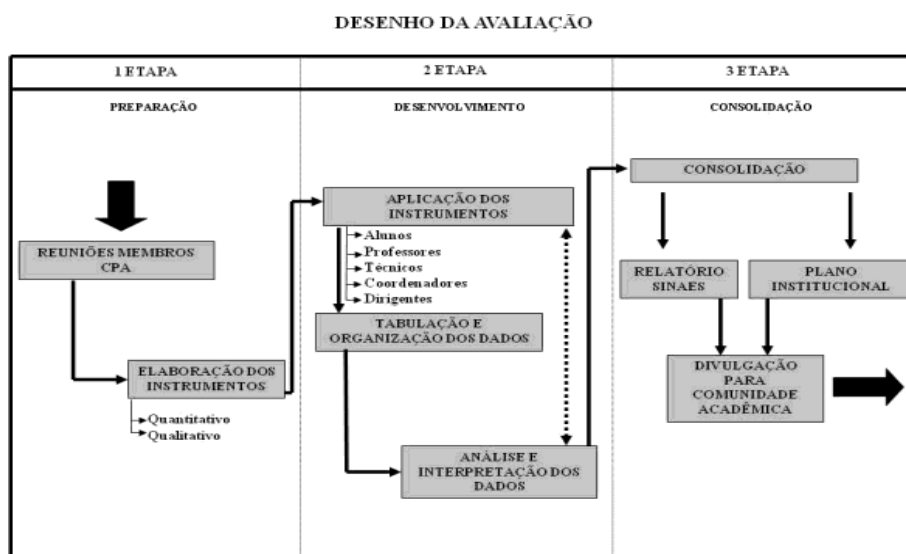 DESENHO DA AVALIAÇÃO
1 ETAPA
2 ETAPA
3 ETAPA
PREPARAÇÃO
DESENVOLVIMENTO
CONSOLIDAÇÃO
REUNIÕES MEMBROS
CPA
ELABORAÇÃO DOS
INSTRUMENTOS
Quantitativo
Qualitativo
APLICAÇÃO DOS
INSTRUMENTOS
Alunos
Professores
Técnicos
Coordenadores
Dirigentes
TABULAÇÃO E
ORGANIZAÇÃO DOS DADOS
ANÁLISE E
INTERPRETAÇÃO DOS
DADOS
CONSOLIDAÇÃO
RELATÓRIO
SINAES
PLANO
INSTITUCIONAL
DIVULGAÇÃO
PARA
COMUNIDADE
ACADÊMICA